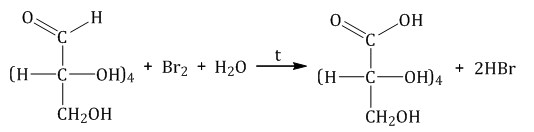 O H O OH
C C
(H—C—OH)4 + Br2 + H2O t (H—C—OH)4 + 2HBr
CH2OH CH2OH